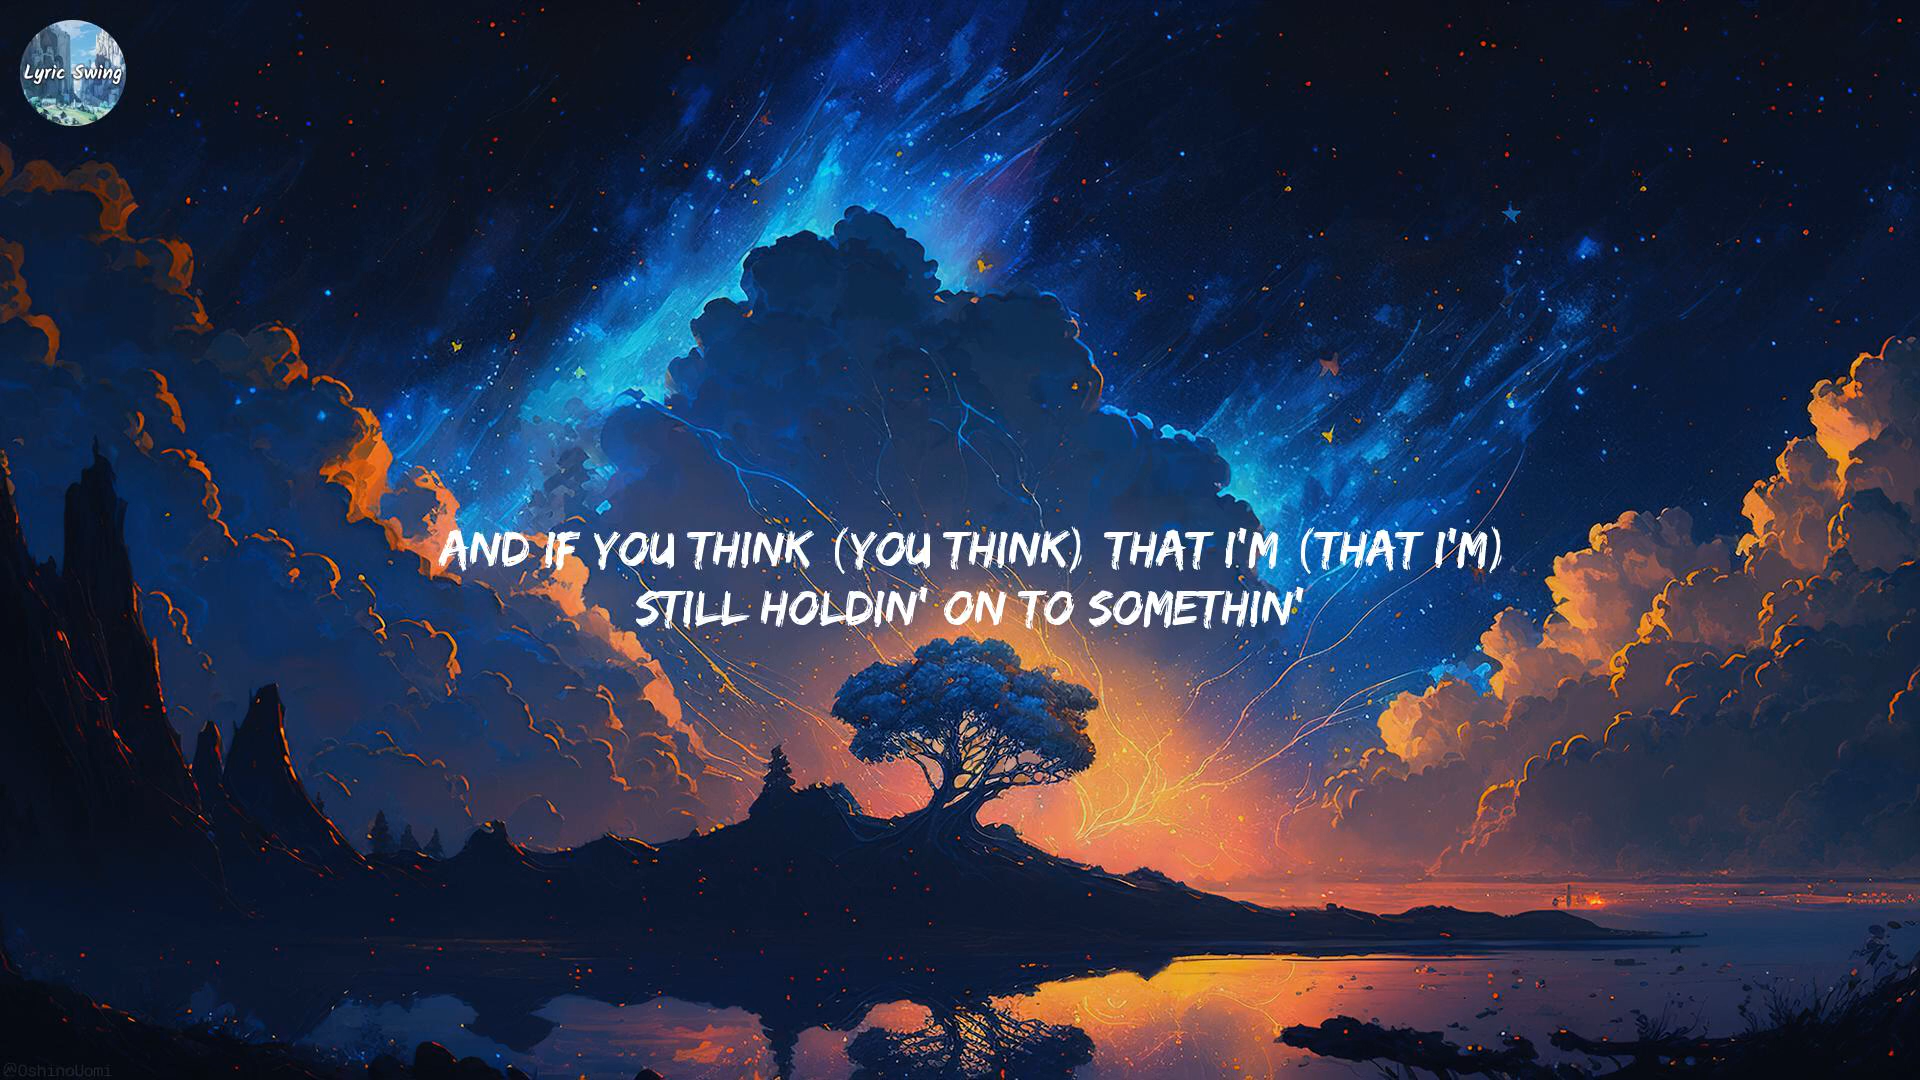 Lyric Swing
AND IF YOU THINK (YOU THINK) THAT I'M (THAT I'M)
STILL HOLDIN' ON TO SOMETHIN'
@OshinoUomi